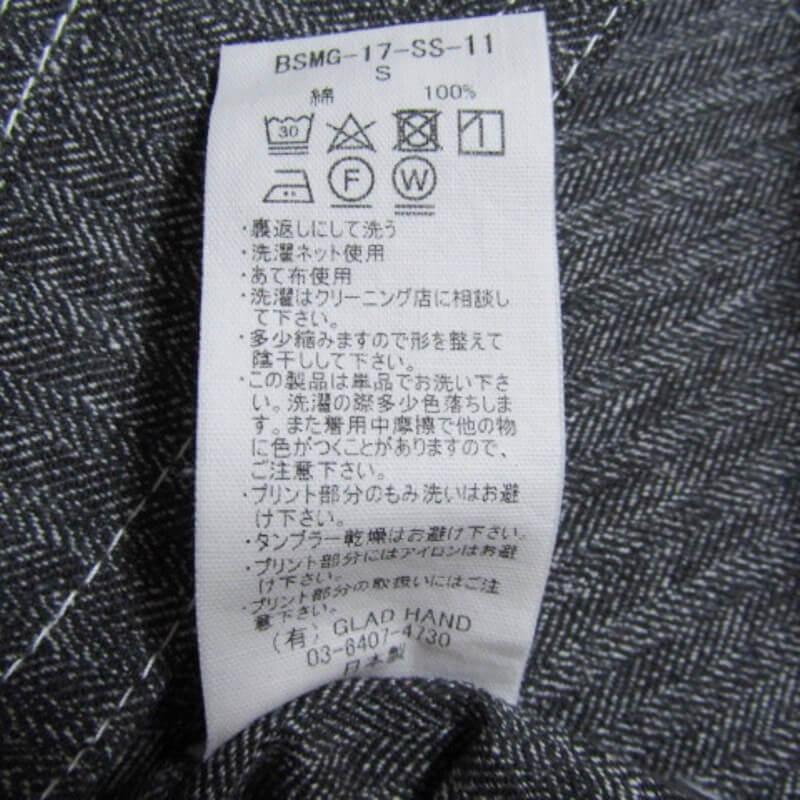 BSMG-17-SS-11
S
綿 100%
30
F W
・裏返しにして洗う
・洗濯ネット使用
・あて布使用
・洗濯はクリーニング店に相談し
て下さい。
・多少縮みますので形を整えて
陰干しして下さい。
・この製品は単品でお洗い下さ
い。洗濯の際多少色落ちしま
す。また着用中摩擦で他の物
に色がつくことがありますので、
ご注意下さい。
・プリント部分のもみ洗いはお避
け下さい。
・タンブラー乾燥はお避け下さい。
・プリント部分にはアイロンはお避
け下さい。
・プリント部分の取扱いにはご注
意下さい。
（有）GLAD HAND
03-6407-4730
日本製